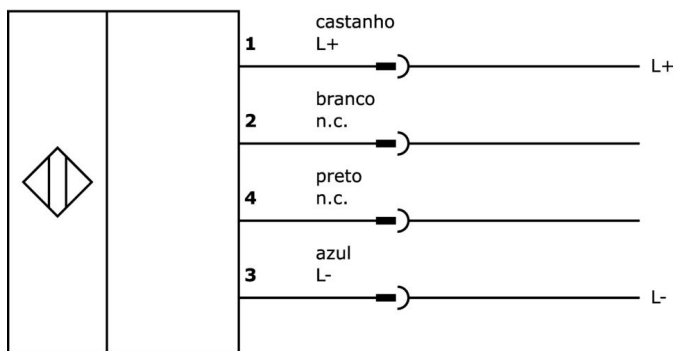 castanho
1 L+ L+
branco
2 n.c.
preto
4 n.c.
azul
3 L- L-